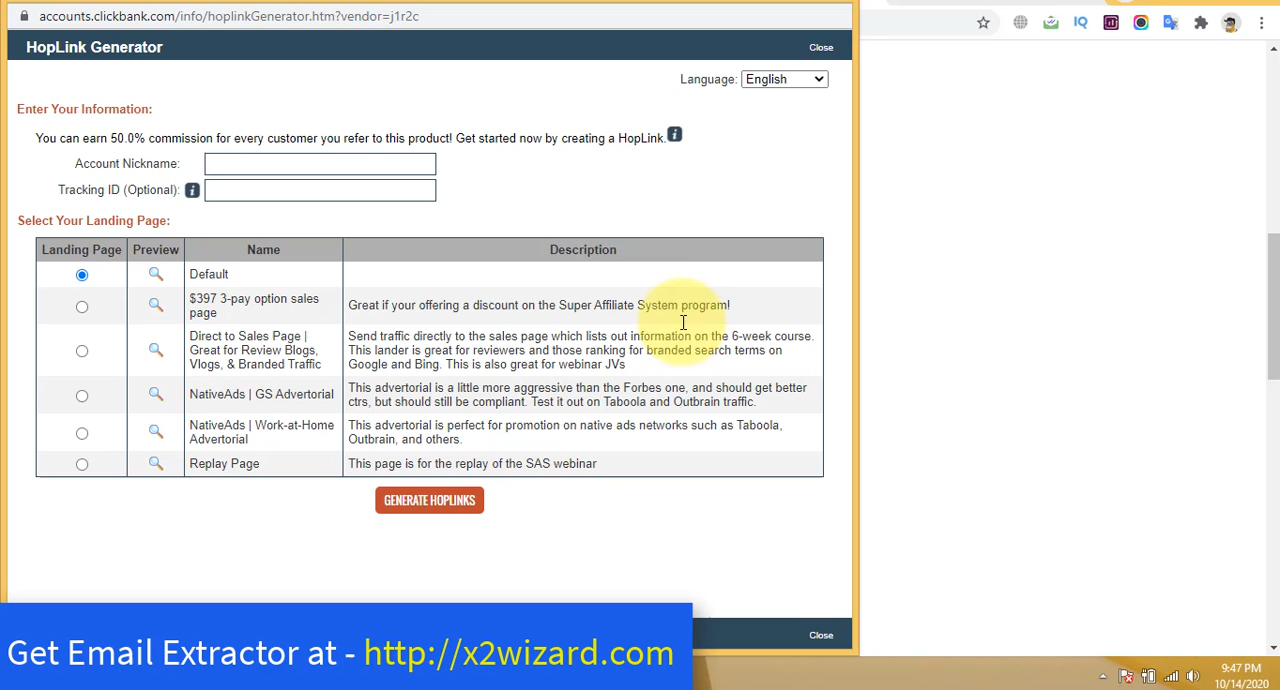 accounts.clickbank.com/info/hoplinkGenerator.htm?vendor=j1r2c
HopLink Generator
Close
Language: English
Enter Your Information:
You can earn 50.0% commission for every customer you refer to this product! Get started now by creating a HopLink.
Account Nickname:
Tracking ID (Optional):
Select Your Landing Page:
Landing Page Preview Name Description
Default
$397 3-pay option sales
page
Great if your offering a discount on the Super Affiliate System program!
Direct to Sales Page |
Great for Review Blogs,
Vlogs, & Branded Traffic
Send traffic directly to the sales page which lists out information on the 6-week course.
This lander is great for reviewers and those ranking for branded search terms on
Google and Bing. This is also great for webinar JVs
NativeAds | GS Advertorial
This advertorial is a little more aggressive than the Forbes one, and should get better
ctrs, but should still be compliant. Test it out on Taboola and Outbrain traffic.
NativeAds | Work-at-Home
Advertorial
This advertorial is perfect for promotion on native ads networks such as Taboola,
Outbrain, and others.
Replay Page
This page is for the replay of the SAS webinar
GENERATE HOPLINKS
Close
Get Email Extractor at - http://x2wizard.com
IQ
9:47 PM
10/14/2020